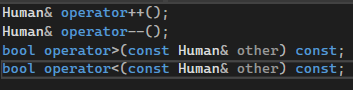 Human& operator++();
Human& operator--();
bool operator>(const Human& other) const;
bool operator<(const Human& other) const;